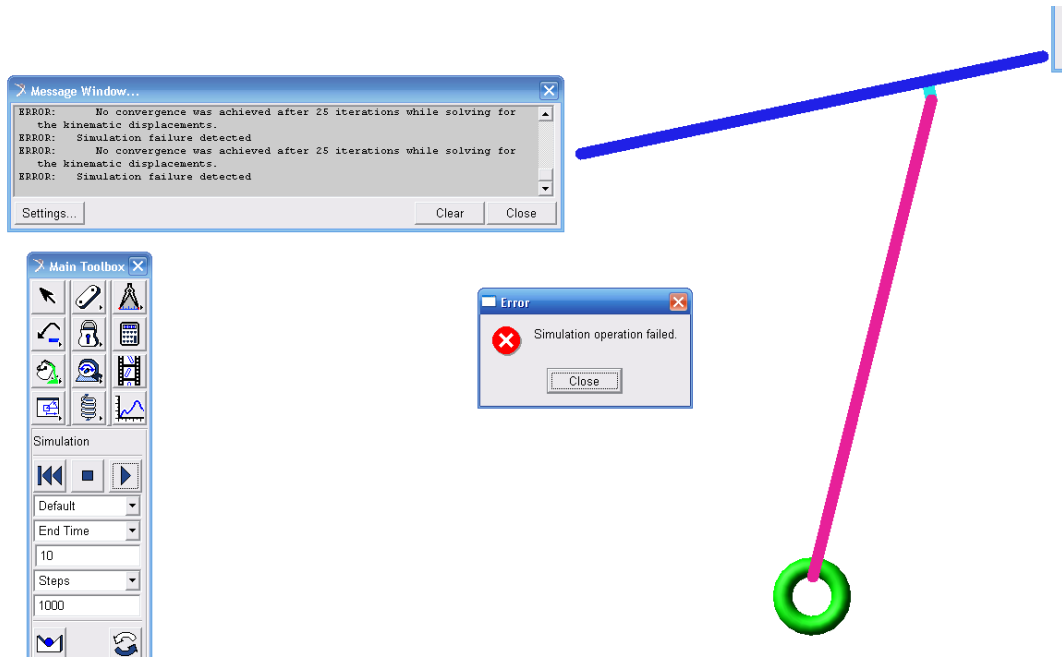 Message Window...
ERROR: No convergence was achieved after 25 iterations while solving for
the kinematic displacements.
ERROR: Simulation failure detected
ERROR: No convergence was achieved after 25 iterations while solving for
the kinematic displacements.
ERROR: Simulation failure detected
Settings...
Clear
Close
Main Toolbox
Error
Simulation operation failed.
Close
Simulation
Default
End Time
10
Steps
1000